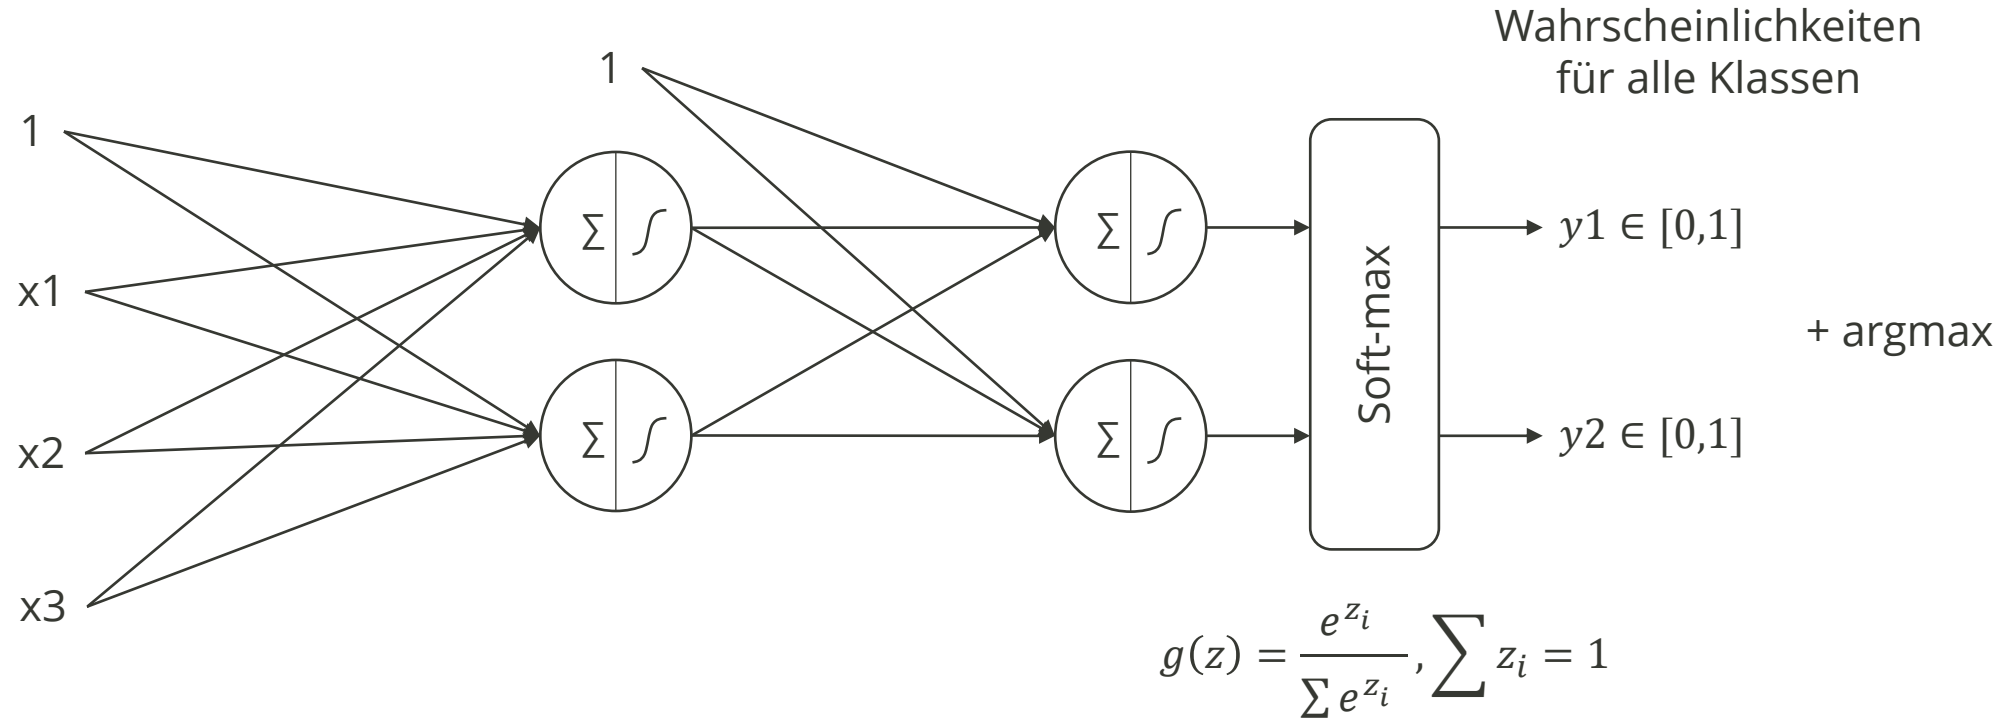 Wahrscheinlichkeiten
für alle Klassen
1
1
x1
x2
x3
∑
∑
∑
∑
Soft-max
y1 ∈ [0,1]
+ argmax
y2 ∈ [0,1]
g(z) = e^{z_i} / ∑ e^{z_i} , ∑ z_i = 1